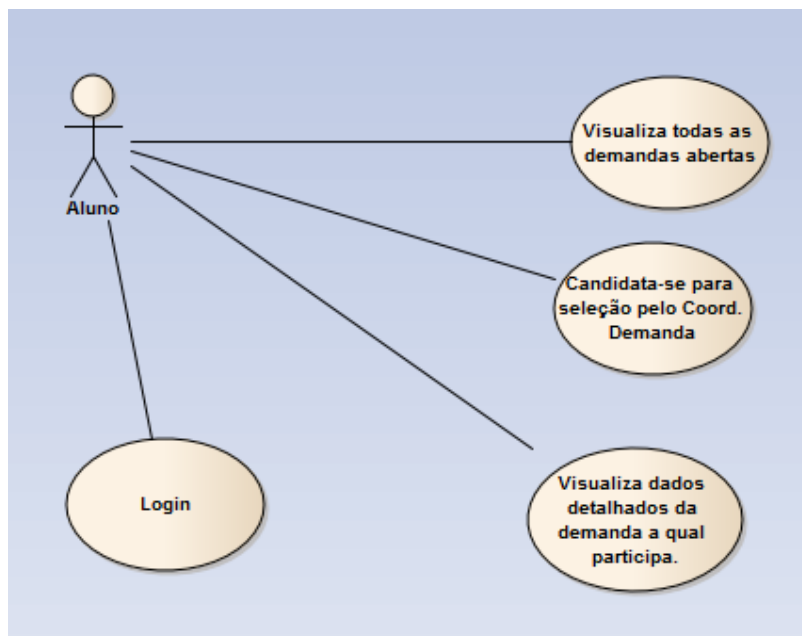 Visualiza todas as
demandas abertas
Aluno
Candidata-se para
seleção pelo Coord.
Demanda
Login
Visualiza dados
detalhados da
demanda a qual
participa.